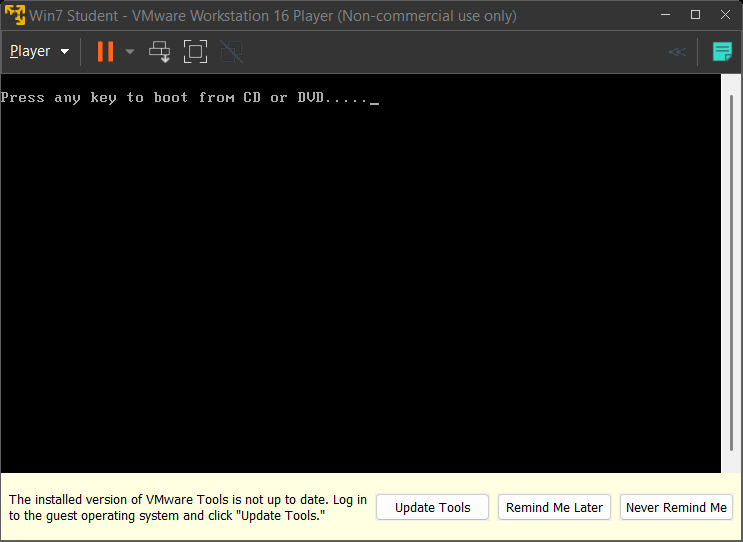 Win7 Student - VMware Workstation 16 Player (Non-commercial use only)
Player
Press any key to boot from CD or DVD....._
The installed version of VMware Tools is not up to date. Log in
to the guest operating system and click "Update Tools."
Update Tools
Remind Me Later
Never Remind Me